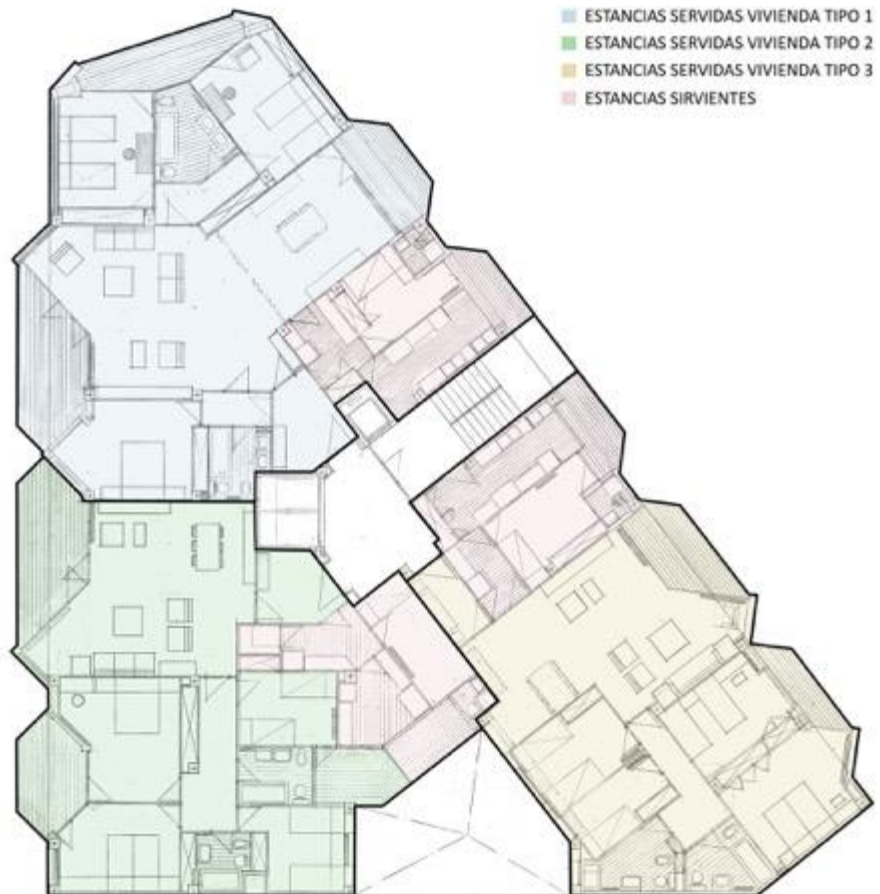 ESTANCIAS SERVIDAS VIVIENDA TIPO 1
ESTANCIAS SERVIDAS VIVIENDA TIPO 2
ESTANCIAS SERVIDAS VIVIENDA TIPO 3
ESTANCIAS SIRVIENTES